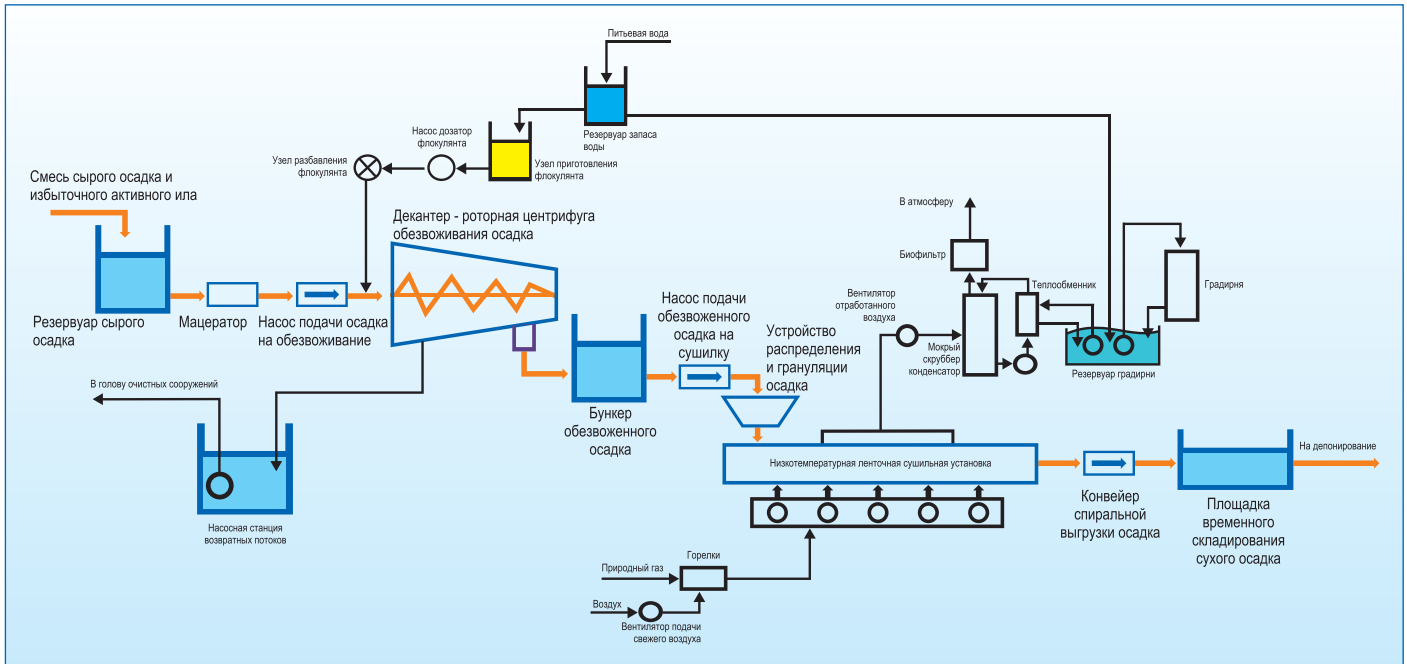 Питьевая вода
Резервуар запаса
воды
Насос дозатор
флокулянта
Узел приготовления
флокулянта
Узел разбавления
флокулянта
Смесь сырого осадка и
избыточного активного ила
Декантер - роторная центрифуга
обезвоживания осадка
Резервуар сырого
осадка
Мацератор
Насос подачи осадка
на обезвоживание
В голову очистных сооружений
Насосная станция
возвратных потоков
Бункер
обезвоженного
осадка
Насос подачи
обезвоженного
осадка на
сушилку
Устройство
распределения
и грануляции
осадка
Вентилятор
отработанного
воздуха
В атмосферу
Биофильтр
Мокрый
скруббер
конденсатор
Теплообменник
Градирня
Резервуар градирни
Низкотемпературная ленточная сушильная установка
Конвейер
спиральной
выгрузки осадка
Площадка
временного
складирования
сухого осадка
На депонирование
Горелки
Природный газ
Воздух
Вентилятор подачи
свежего воздуха